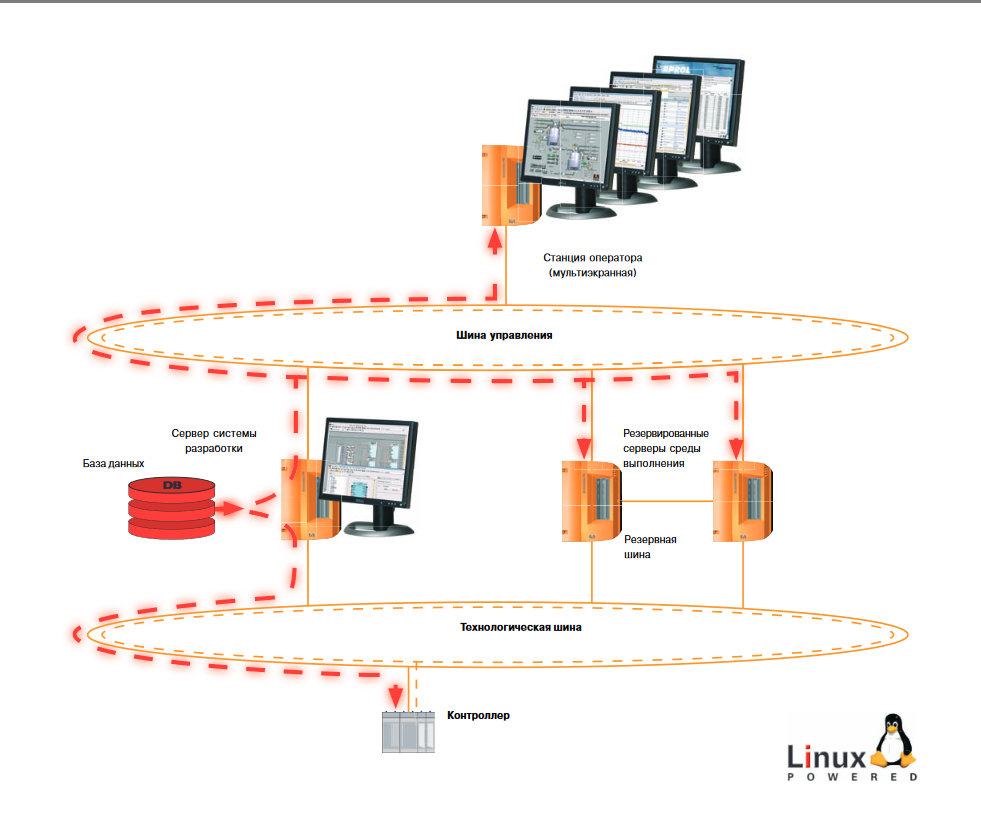 APROL
Станция оператора
(мультиэкранная)
Шина управления
Сервер системы
разработки
База данных
DB
Резервированные
серверы среды
выполнения
Резервная
шина
Технологическая шина
Контроллер
Linux
POWERED